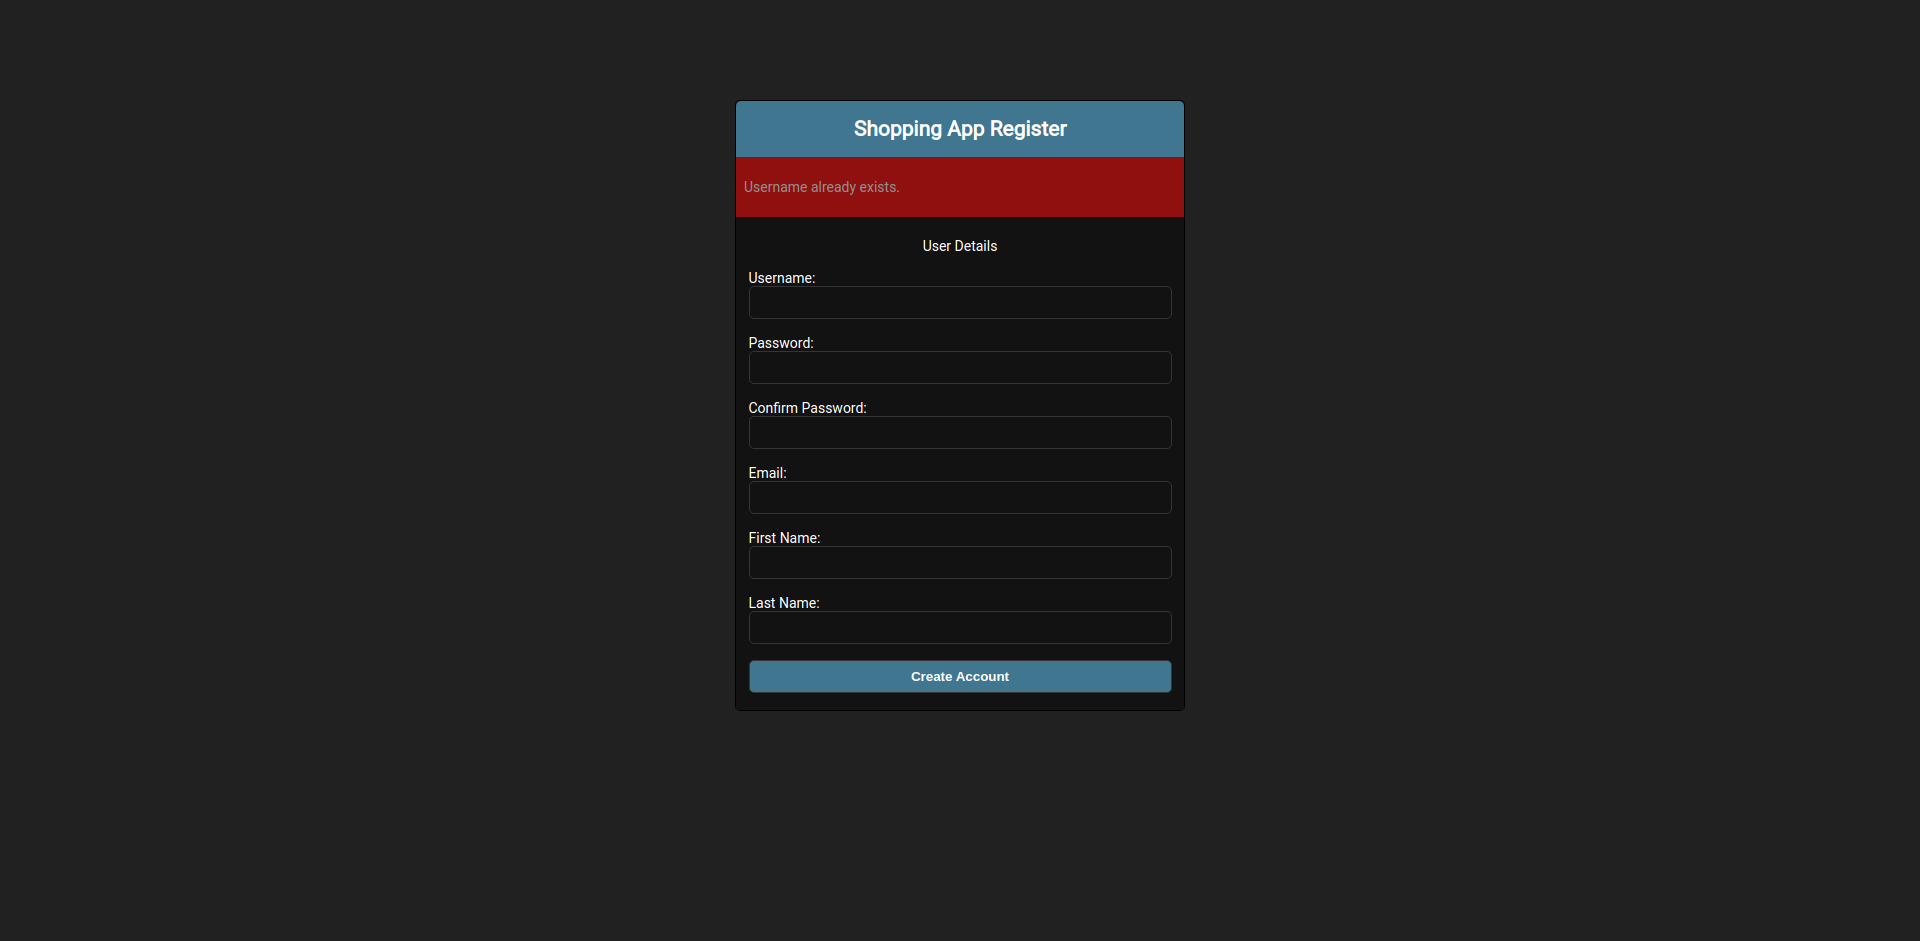 Shopping App Register
Username already exists.
User Details
Username:
Password:
Confirm Password:
Email:
First Name:
Last Name:
Create Account